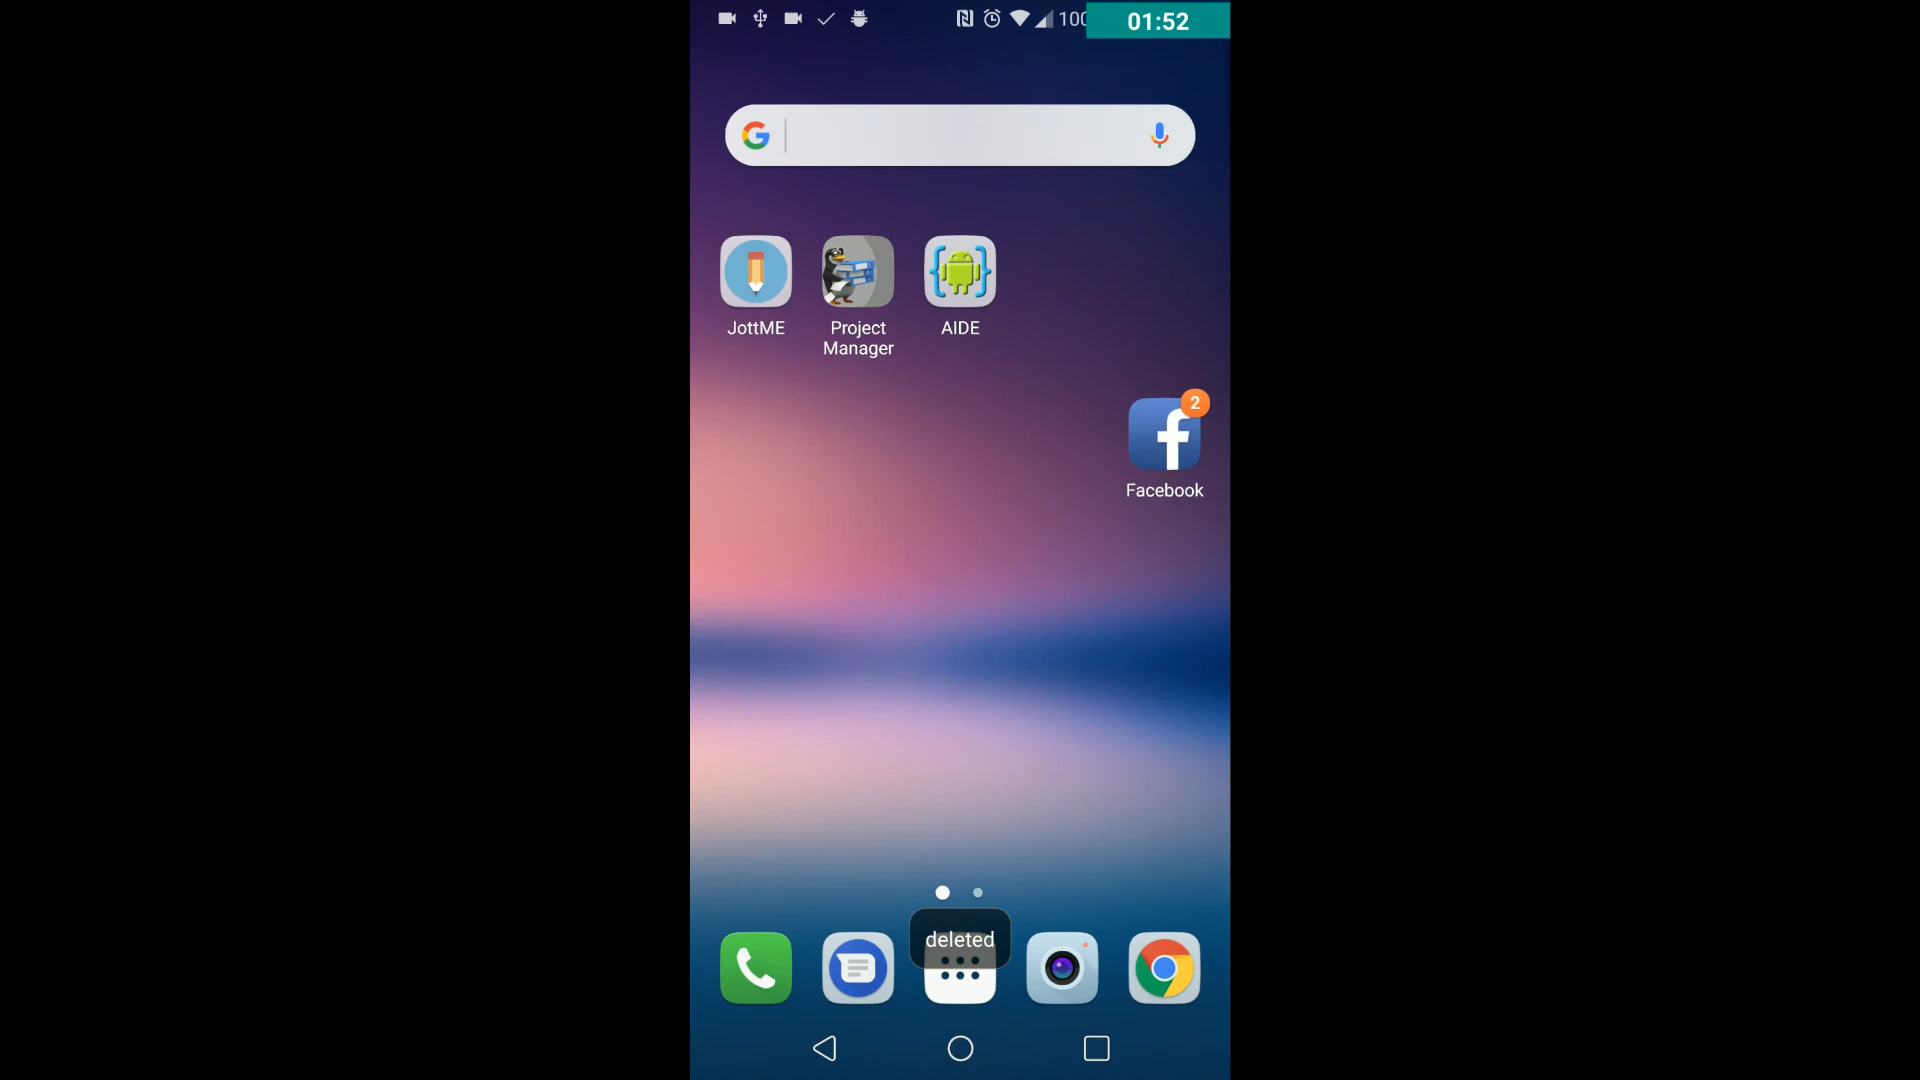 100
01:52
JottME
Project
Manager
AIDE
2
Facebook
deleted